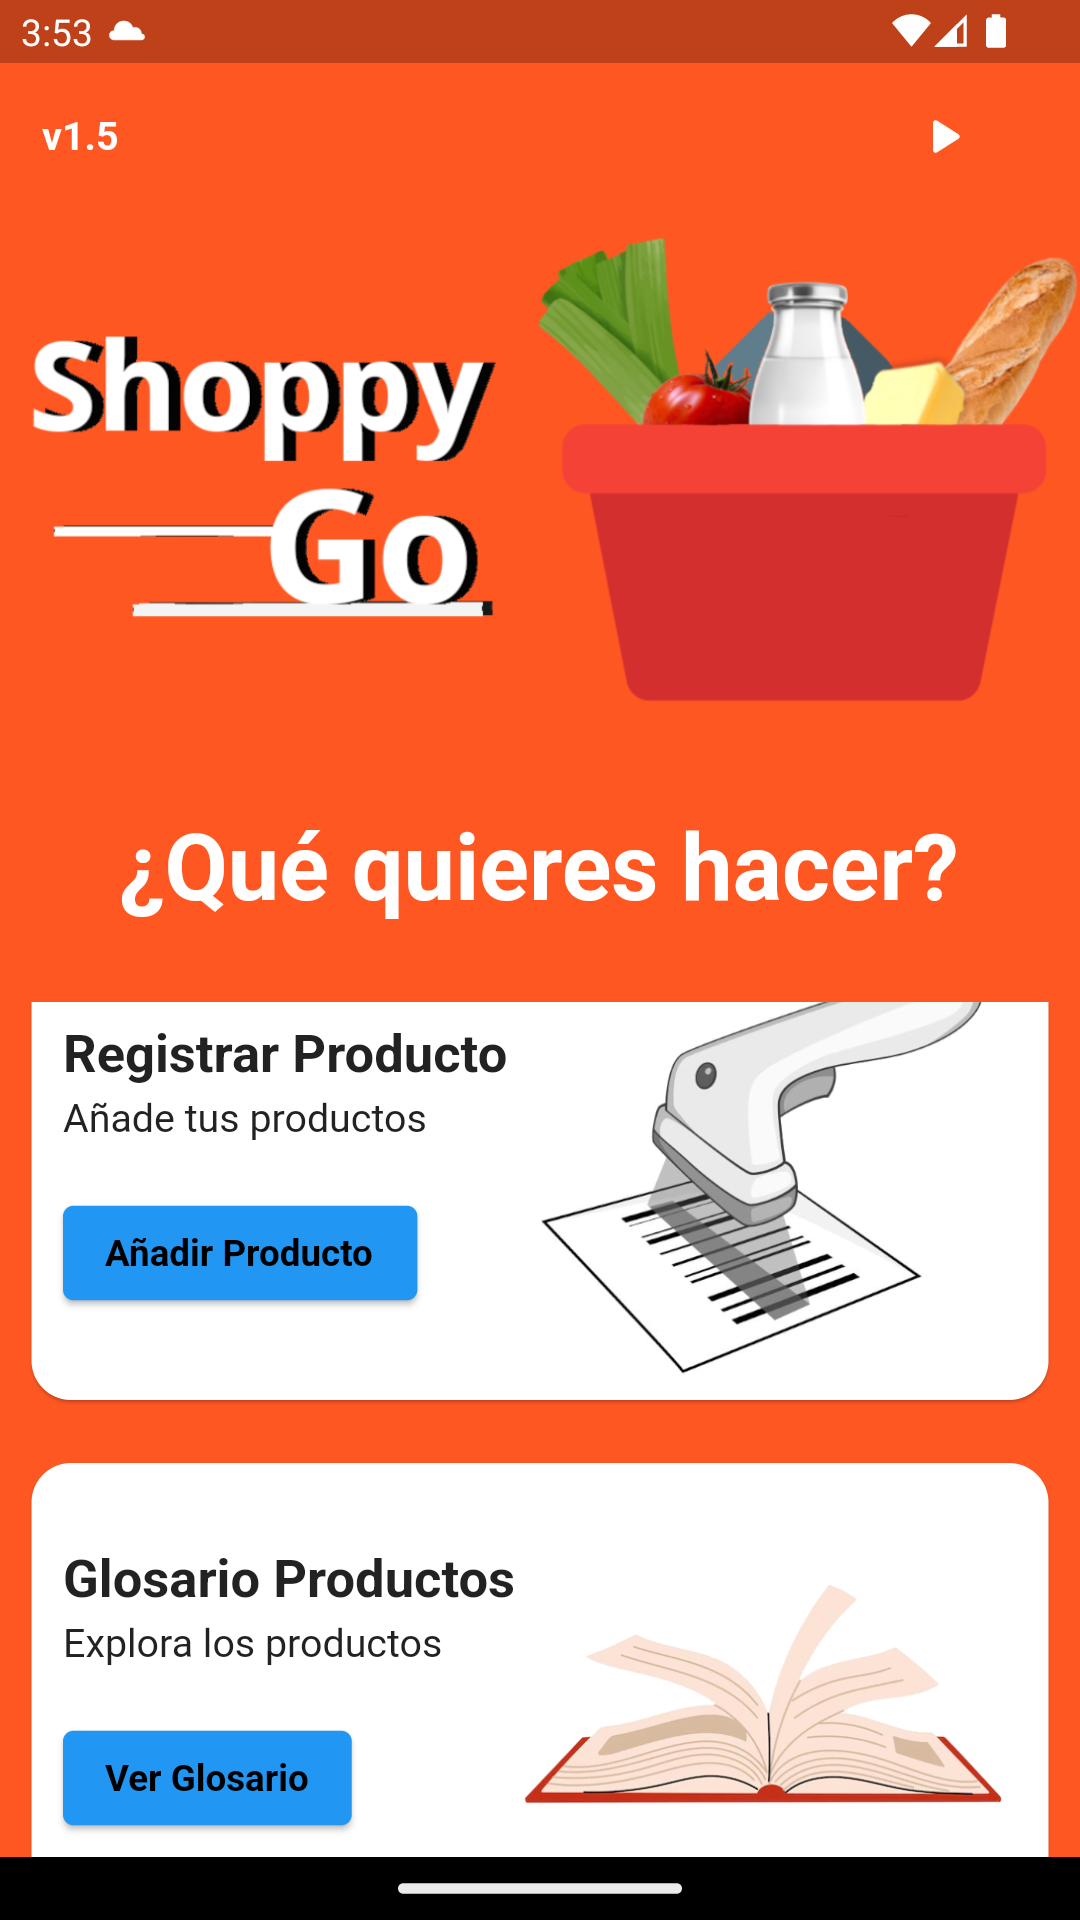 3:53
v1.5
Shoppy
Go
¿Qué quieres hacer?
Registrar Producto
Añade tus productos
Añadir Producto
Glosario Productos
Explora los productos
Ver Glosario